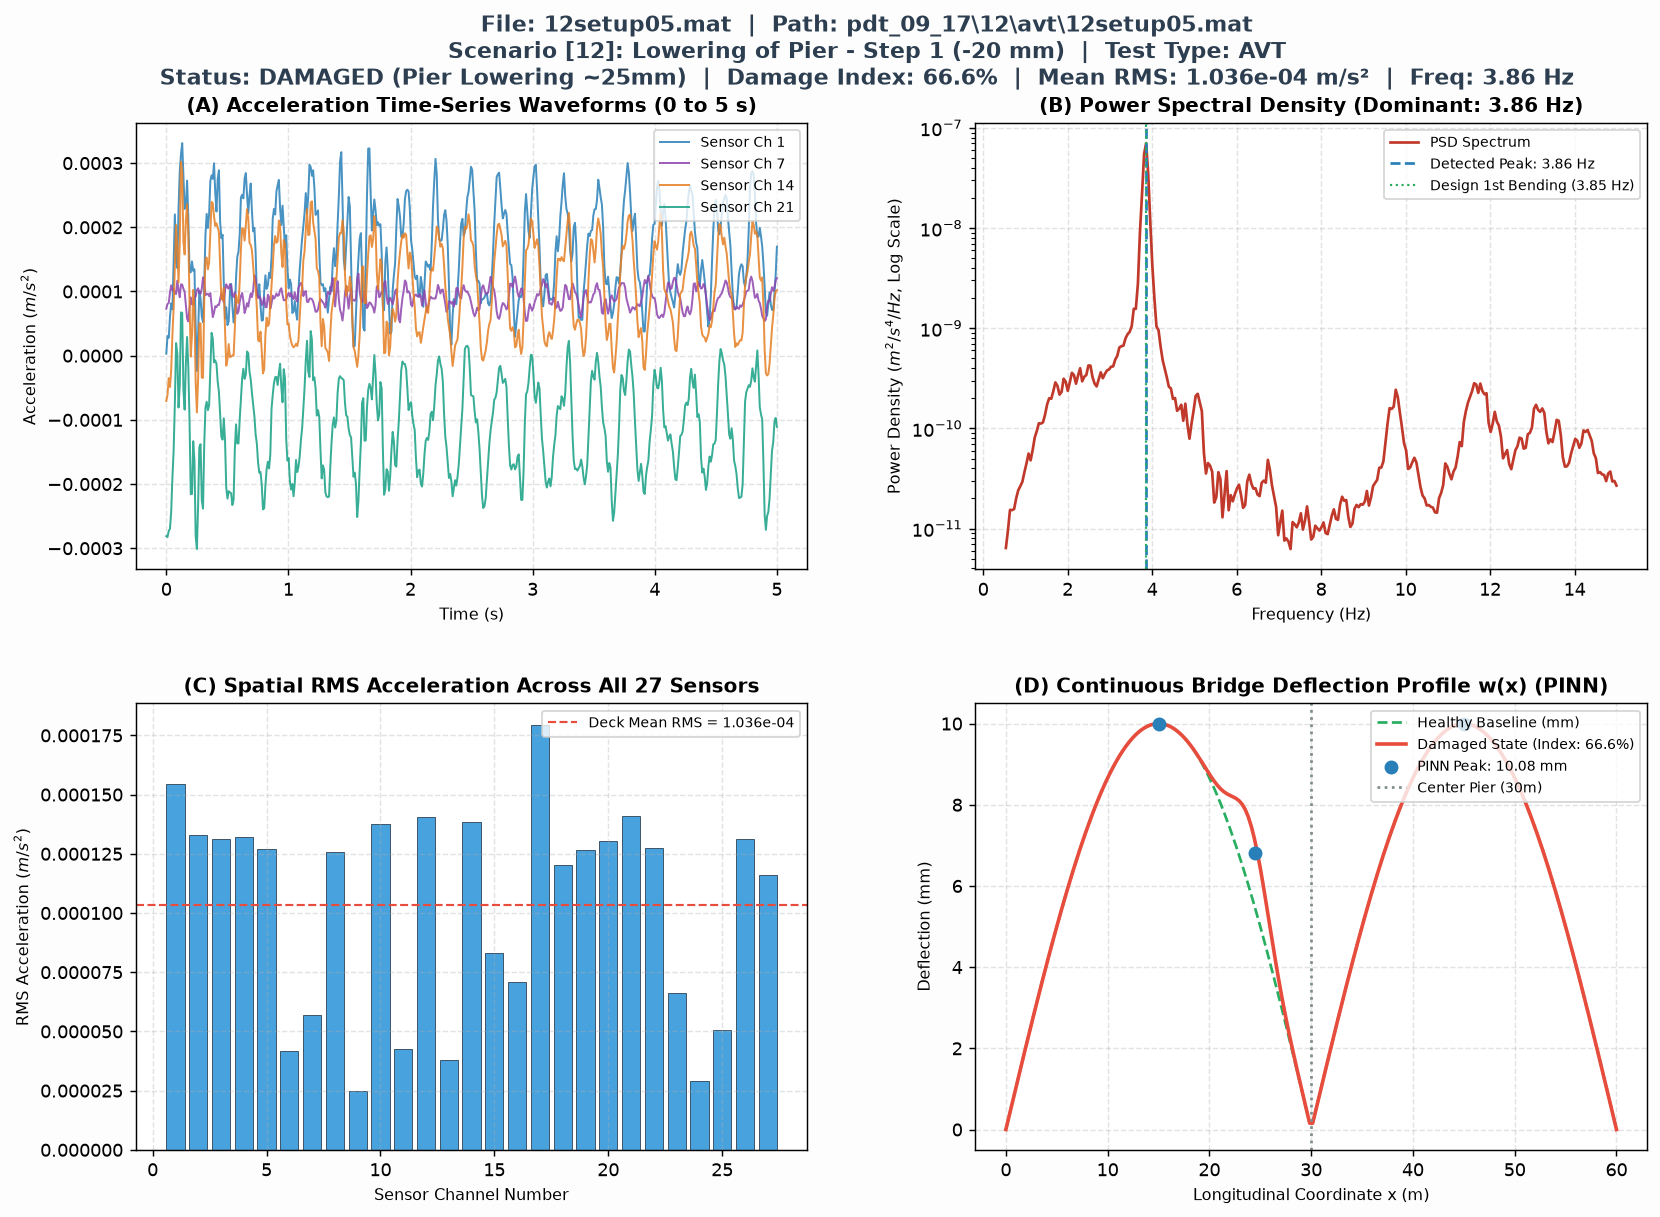 File: 12setup05.mat | Path: pdt_09_17\12\avt\12setup05.mat
Scenario [12]: Lowering of Pier - Step 1 (-20 mm) | Test Type: AVT
Status: DAMAGED (Pier Lowering ~25mm) | Damage Index: 66.6% | Mean RMS: 1.036e-04 m/s² | Freq: 3.86 Hz
(A) Acceleration Time-Series Waveforms (0 to 5 s)
Sensor Ch 1
Sensor Ch 7
Sensor Ch 14
Sensor Ch 21
0.0003
0.0002
0.0001
0.0000
−0.0001
−0.0002
−0.0003
Acceleration (m/s²)
0 1 2 3 4 5
Time (s)
(B) Power Spectral Density (Dominant: 3.86 Hz)
PSD Spectrum
Detected Peak: 3.86 Hz
Design 1st Bending (3.85 Hz)
10⁻⁷
10⁻⁸
10⁻⁹
10⁻¹⁰
10⁻¹¹
Power Density (m²/s⁴/Hz, Log Scale)
0 2 4 6 8 10 12 14
Frequency (Hz)
(C) Spatial RMS Acceleration Across All 27 Sensors
Deck Mean RMS = 1.036e-04
0.000175
0.000150
0.000125
0.000100
0.000075
0.000050
0.000025
0.000000
RMS Acceleration (m/s²)
0 5 10 15 20 25
Sensor Channel Number
(D) Continuous Bridge Deflection Profile w(x) (PINN)
Healthy Baseline (mm)
Damaged State (Index: 66.6%)
PINN Peak: 10.08 mm
Center Pier (30m)
10
8
6
4
2
0
Deflection (mm)
0 10 20 30 40 50 60
Longitudinal Coordinate x (m)